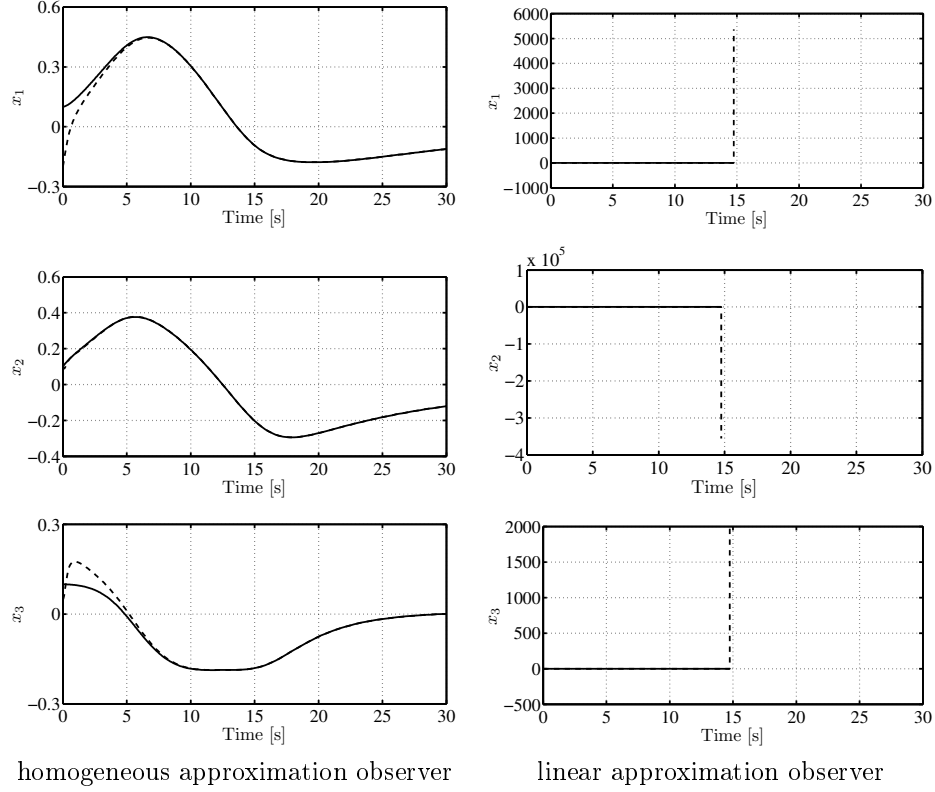 0.6
0.3
0
−0.3
x1
0 5 10 15 20 25 30
Time [s]
6000
5000
4000
3000
2000
1000
0
−1000
x1
0 5 10 15 20 25 30
Time [s]
0.6
0.4
0.2
0
−0.2
−0.4
x2
0 5 10 15 20 25 30
Time [s]
x 10^5
1
0
−1
−2
−3
−4
x2
0 5 10 15 20 25 30
Time [s]
0.3
0
−0.3
x3
0 5 10 15 20 25 30
Time [s]
2000
1500
1000
500
0
−500
x3
0 5 10 15 20 25 30
Time [s]
homogeneous approximation observer
linear approximation observer